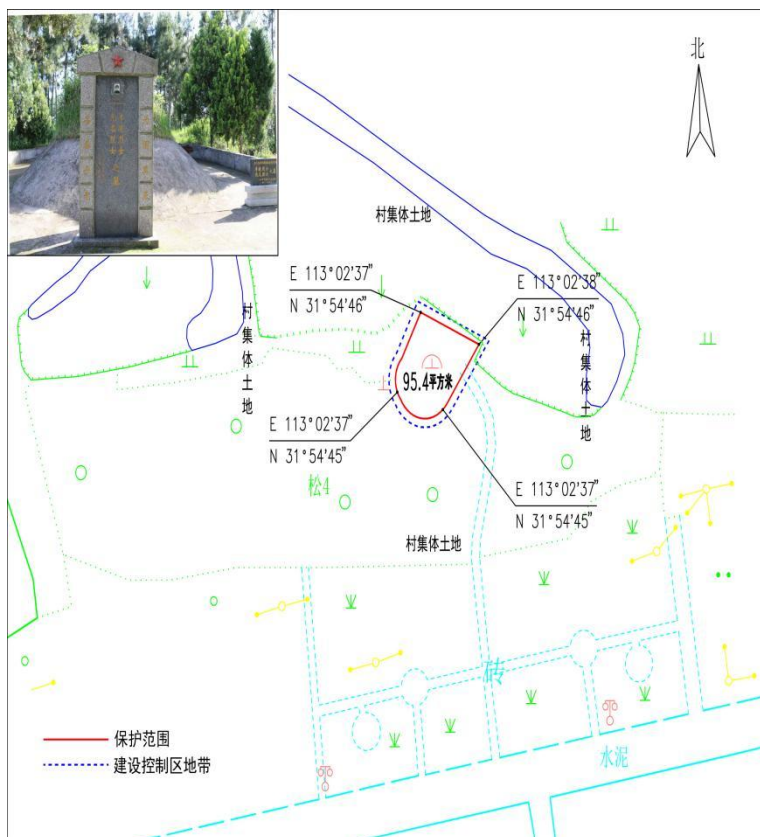 北
村集体土地
E 113°02'37"
N 31°54'46"
E 113°02'38"
N 31°54'46"
村集体土地
村集体土地
95.4平方米
E 113°02'37"
N 31°54'45"
E 113°02'37"
N 31°54'45"
松4
村集体土地
砖
保护范围
建设控制区地带
水泥